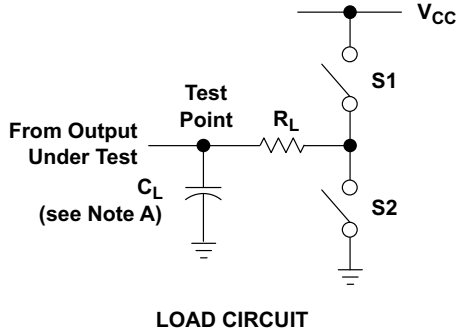 VCC
S1
Test
Point
RL
From Output
Under Test
CL
(see Note A)
S2
LOAD CIRCUIT